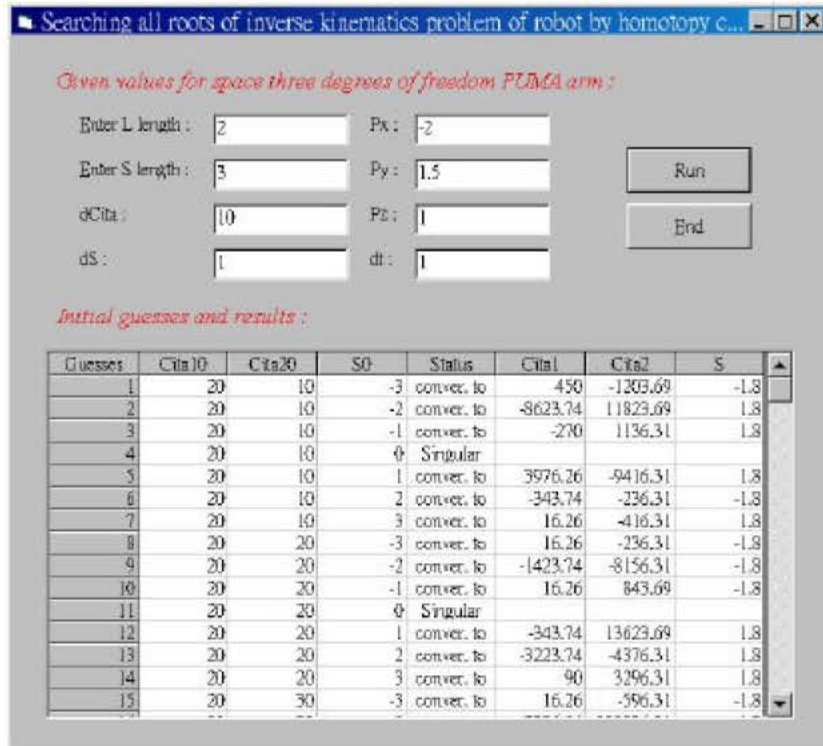 Searching all roots of inverse kinematics problem of robot by homotopy c...
Given values for space three degrees of freedom PUMA arm :
Enter L length : 2 Px : -2
Enter S length : 3 Py : 1.5 Run
dCita : 10 Pz : 1 End
dS : 1 dt : 1
Initial guesses and results :
Guesses Cita10 Cita20 S0 Status Cita1 Cita2 S
1 20 10 -3 conver. to 450 -1203.69 -1.8
2 20 10 -2 conver. to -8623.74 11823.69 1.8
3 20 10 -1 conver. to -270 1136.31 1.8
4 20 10 0 Singular
5 20 10 1 conver. to 3976.26 -9416.31 1.8
6 20 10 2 conver. to -343.74 -236.31 -1.8
7 20 10 3 conver. to 16.26 -416.31 1.8
8 20 20 -3 conver. to 16.26 -236.31 -1.8
9 20 20 -2 conver. to -1423.74 -8156.31 -1.8
10 20 20 -1 conver. to 16.26 843.69 -1.8
11 20 20 0 Singular
12 20 20 1 conver. to -343.74 13623.69 1.8
13 20 20 2 conver. to -3223.74 -4376.31 1.8
14 20 20 3 conver. to 90 3296.31 1.8
15 20 30 -3 conver. to 16.26 -596.31 -1.8